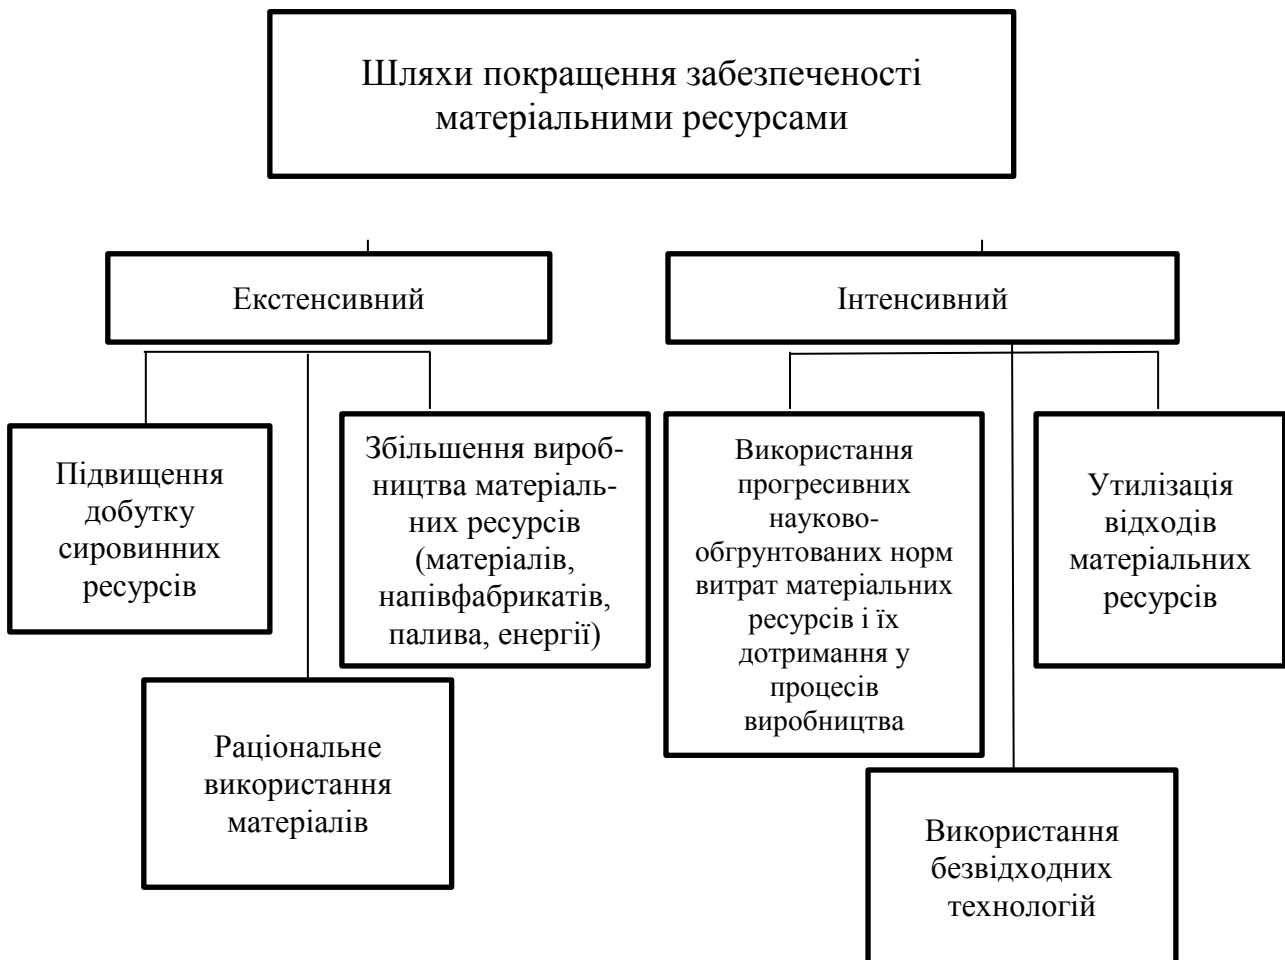 Шляхи покращення забезпеченості
матеріальними ресурсами
Екстенсивний
Інтенсивний
Підвищення
добутку
сировинних
ресурсів
Збільшення вироб-
ництва матеріаль-
них ресурсів
(матеріалів,
напівфабрикатів,
палива, енергії)
Використання
прогресивних
науково-
обгрунтованих норм
витрат матеріальних
ресурсів і їх
дотримання у
процесів
виробництва
Утилізація
відходів
матеріальних
ресурсів
Раціональне
використання
матеріалів
Використання
безвідходних
технологій